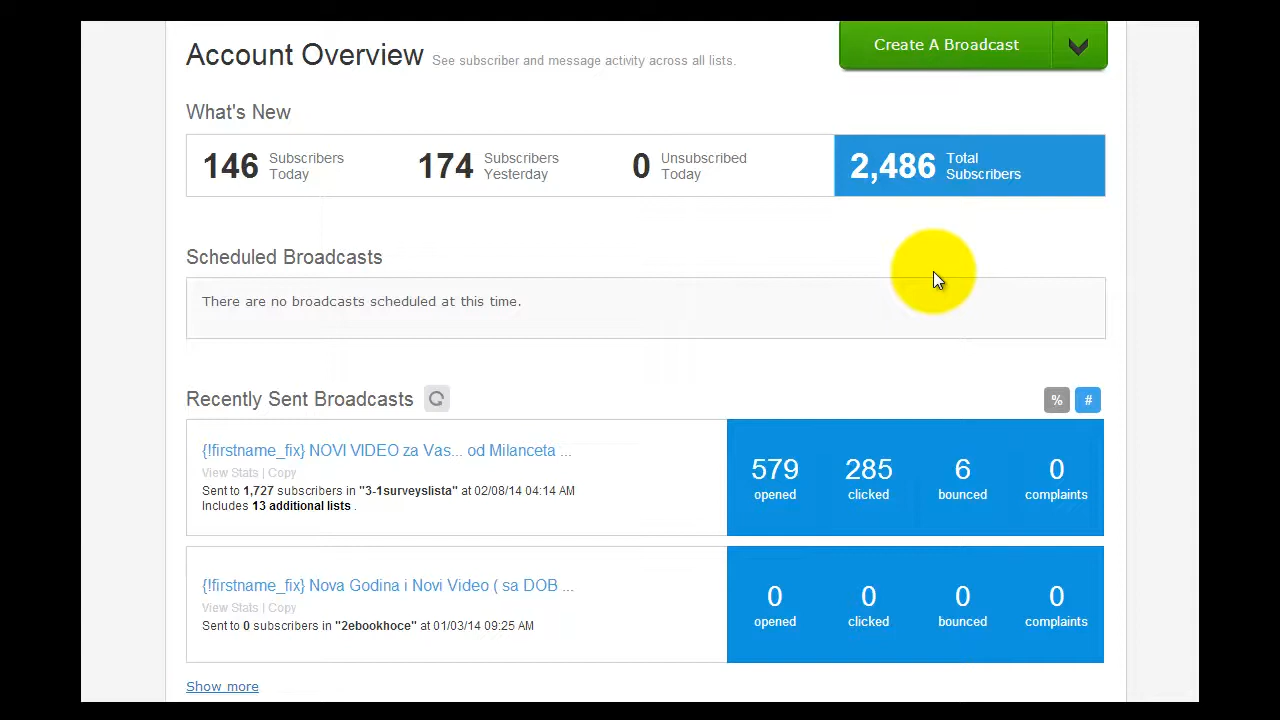 Account Overview See subscriber and message activity across all lists.
Create A Broadcast
What's New
146 Subscribers Today
174 Subscribers Yesterday
0 Unsubscribed Today
2,486 Total Subscribers
Scheduled Broadcasts
There are no broadcasts scheduled at this time.
Recently Sent Broadcasts
% #
{!firstname_fix} NOVI VIDEO za Vas... od Milanceta ...
View Stats | Copy
Sent to 1,727 subscribers in "3-1surveyslista" at 02/08/14 04:14 AM
Includes 13 additional lists .
579 285 6 0
opened clicked bounced complaints
{!firstname_fix} Nova Godina i Novi Video ( sa DOB ...
View Stats | Copy
Sent to 0 subscribers in "2ebookhoce" at 01/03/14 09:25 AM
0 0 0 0
opened clicked bounced complaints
Show more